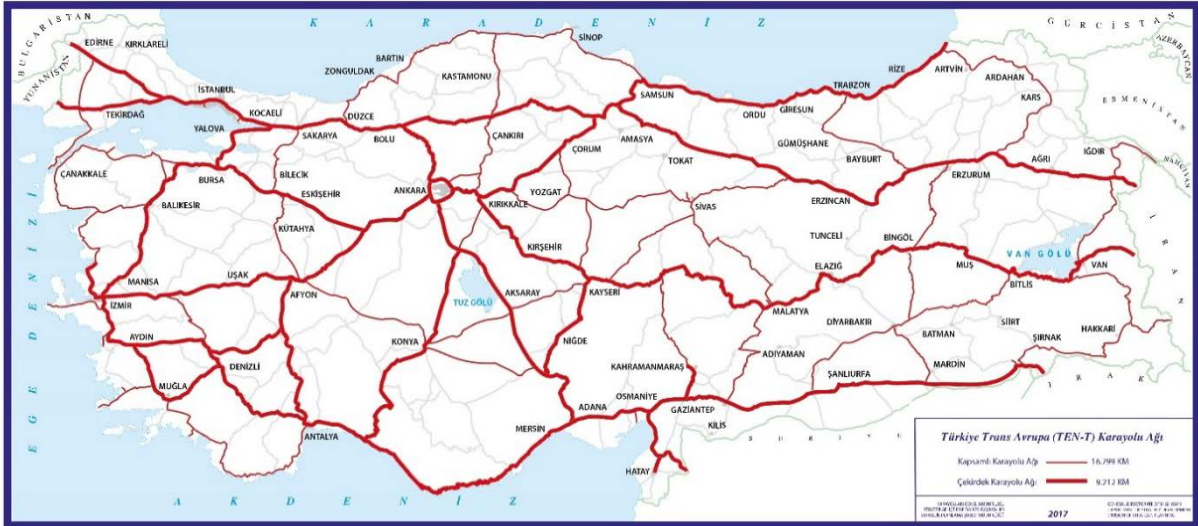 K A R A D E N İ Z
BULGARİSTAN
YUNANİSTAN
GÜRCİSTAN
AZERBAYCAN
ERMENİSTAN
NAHÇIVAN
İ R A N
I R A K
S U R İ Y E
E G E D E N İ Z İ
A K D E N İ Z
EDİRNE
KIRKLARELİ
TEKİRDAĞ
İSTANBUL
KOCAELİ
YALOVA
SAKARYA
DÜZCE
BOLU
ZONGULDAK
BARTIN
KASTAMONU
SİNOP
SAMSUN
ORDU
GİRESUN
TRABZON
RİZE
ARTVİN
ARDAHAN
KARS
IĞDIR
AĞRI
ÇANAKKALE
BALIKESİR
BURSA
BİLECİK
ESKİŞEHİR
KÜTAHYA
ANKARA
ÇANKIRI
KIRIKKALE
ÇORUM
AMASYA
TOKAT
YOZGAT
SİVAS
GÜMÜŞHANE
BAYBURT
ERZİNCAN
ERZURUM
TUNCELİ
BİNGÖL
ELAZIĞ
MUŞ
VAN GÖLÜ
VAN
BİTLİS
MANİSA
UŞAK
İZMİR
AFYON
AYDIN
DENİZLİ
MUĞLA
ANTALYA
KONYA
TUZ GÖLÜ
AKSARAY
KIRŞEHİR
KAYSERİ
NİĞDE
MERSİN
ADANA
OSMANİYE
KAHRAMANMARAŞ
HATAY
GAZİANTEP
KİLİS
ADIYAMAN
MALATYA
DİYARBAKIR
ŞANLIURFA
BATMAN
MARDİN
SİİRT
ŞIRNAK
HAKKARİ
Türkiye Trans Avrupa (TEN-T) Karayolu Ağı
Kapsamlı Karayolu Ağı 16.799 KM
Çekirdek Karayolu Ağı 9.212 KM
2017